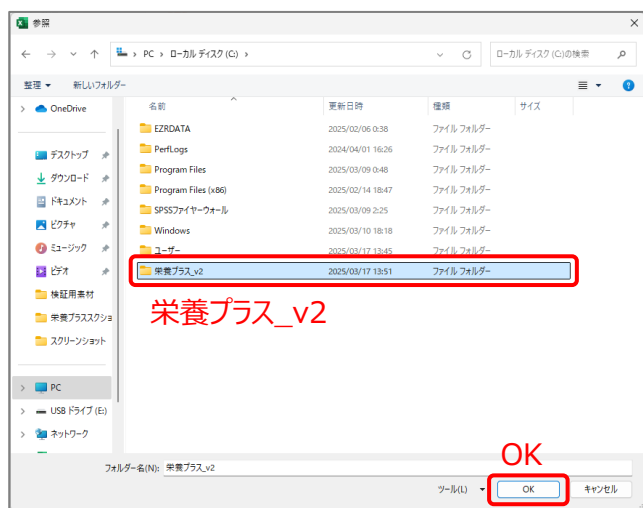 参照
PC › ローカル ディスク (C:) ›
ローカル ディスク (C:)の検索
整理 新しいフォルダー
OneDrive
デスクトップ
ダウンロード
ドキュメント
ピクチャ
ミュージック
ビデオ
検証用素材
栄養プラススクショ
スクリーンショット
PC
USB ドライブ (E:)
ネットワーク
名前 更新日時 種類 サイズ
EZRDATA 2025/02/06 0:38 ファイル フォルダー
PerfLogs 2024/04/01 16:26 ファイル フォルダー
Program Files 2025/03/09 0:48 ファイル フォルダー
Program Files (x86) 2025/02/14 18:47 ファイル フォルダー
SPSSファイヤーウォール 2025/03/09 2:25 ファイル フォルダー
Windows 2025/03/10 18:18 ファイル フォルダー
ユーザー 2025/03/17 13:45 ファイル フォルダー
栄養プラス_v2 2025/03/17 13:51 ファイル フォルダー
栄養プラス_v2
フォルダー名(N): 栄養プラス_v2
OK
ツール(L) OK キャンセル